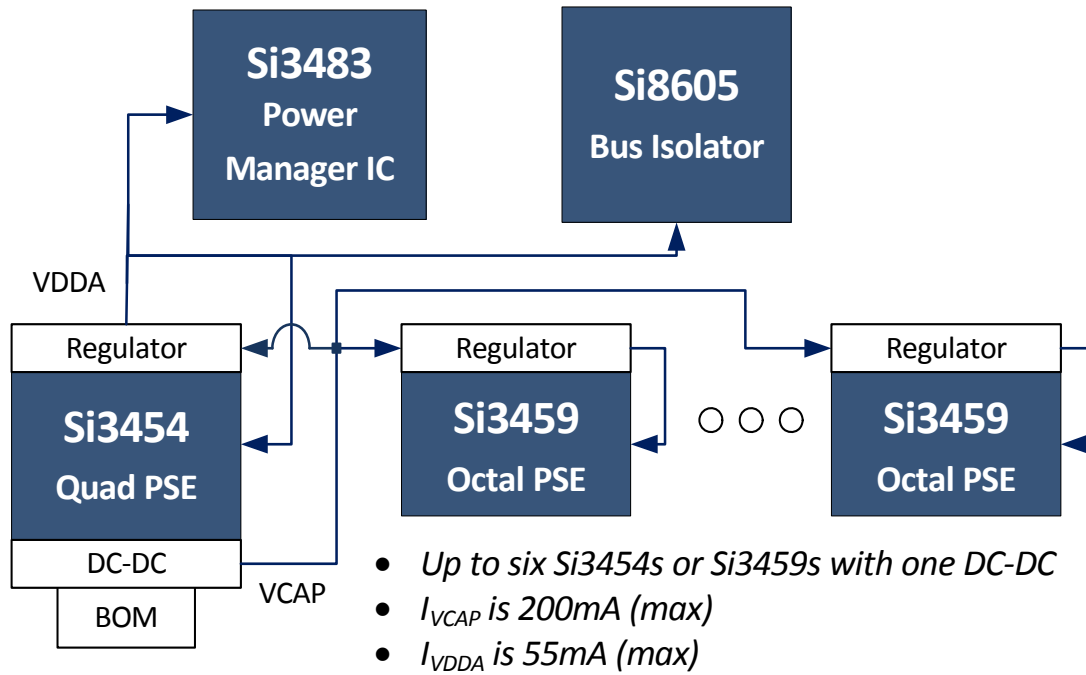 Si3483
Power
Manager IC
Si8605
Bus Isolator
VDDA
Regulator
Si3454
Quad PSE
DC-DC
BOM
VCAP
Regulator
Si3459
Octal PSE
Regulator
Si3459
Octal PSE
• Up to six Si3454s or Si3459s with one DC-DC
• IVCAP is 200mA (max)
• IVDDA is 55mA (max)